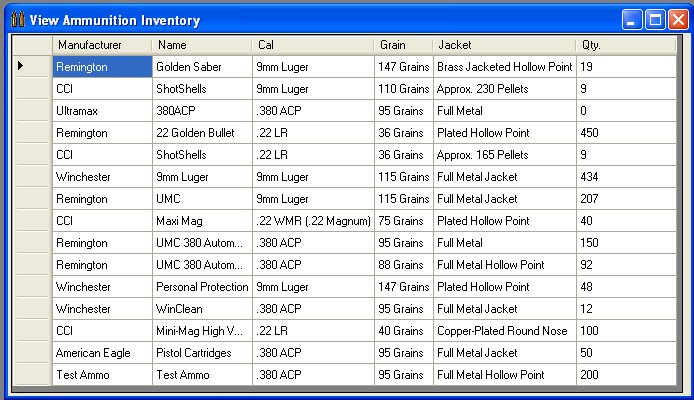 View Ammunition Inventory
Manufacturer Name Cal Grain Jacket Qty.
Remington Golden Saber 9mm Luger 147 Grains Brass Jacketed Hollow Point 19
CCI ShotShells 9mm Luger 110 Grains Approx. 230 Pellets 9
Ultramax 380ACP .380 ACP 95 Grains Full Metal 0
Remington 22 Golden Bullet .22 LR 36 Grains Plated Hollow Point 450
CCI ShotShells .22 LR 36 Grains Approx. 165 Pellets 9
Winchester 9mm Luger 9mm Luger 115 Grains Full Metal Jacket 434
Remington UMC 9mm Luger 115 Grains Full Metal Jacket 207
CCI Maxi Mag .22 WMR (.22 Magnum) 75 Grains Plated Hollow Point 40
Remington UMC 380 Autom... .380 ACP 95 Grains Full Metal 150
Remington UMC 380 Autom... .380 ACP 88 Grains Full Metal Hollow Point 92
Winchester Personal Protection 9mm Luger 147 Grains Plated Hollow Point 48
Winchester WinClean .380 ACP 95 Grains Full Metal Jacket 12
CCI Mini-Mag High V... .22 LR 40 Grains Copper-Plated Round Nose 100
American Eagle Pistol Cartridges .380 ACP 95 Grains Full Metal Jacket 50
Test Ammo Test Ammo .380 ACP 95 Grains Full Metal Hollow Point 200